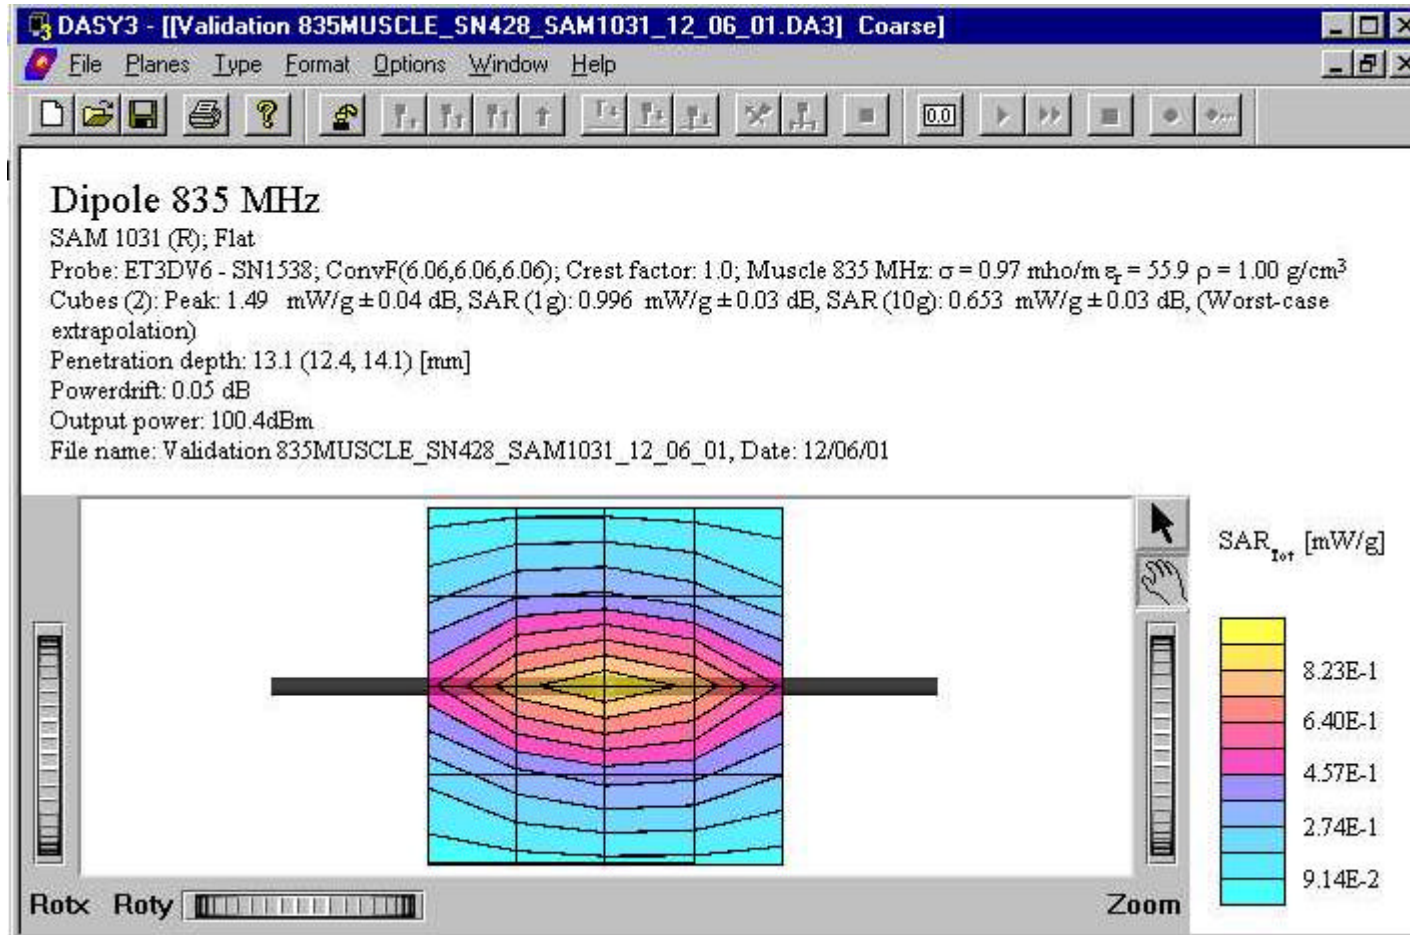 DASY3 - [[Validation 835MUSCLE_SN428_SAM1031_12_06_01.DA3] Coarse]
File Planes Type Format Options Window Help
0.0
Dipole 835 MHz
SAM 1031 (R); Flat
Probe: ET3DV6 - SN1538; ConvF(6.06,6.06,6.06); Crest factor: 1.0; Muscle 835 MHz: σ = 0.97 mho/m εr = 55.9 ρ = 1.00 g/cm³
Cubes (2): Peak: 1.49 mW/g ± 0.04 dB, SAR (1g): 0.996 mW/g ± 0.03 dB, SAR (10g): 0.653 mW/g ± 0.03 dB, (Worst-case
extrapolation)
Penetration depth: 13.1 (12.4, 14.1) [mm]
Powerdrift: 0.05 dB
Output power: 100.4dBm
File name: Validation 835MUSCLE_SN428_SAM1031_12_06_01, Date: 12/06/01
SARTot [mW/g]
8.23E-1
6.40E-1
4.57E-1
2.74E-1
9.14E-2
Rotx Roty Zoom